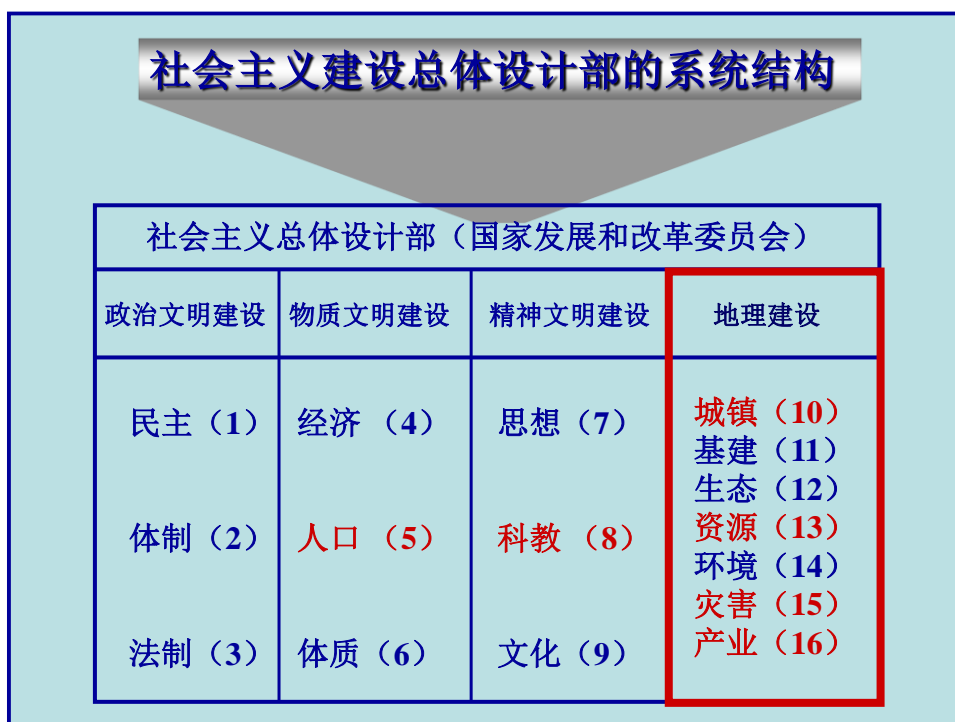 社会主义建设总体设计部的系统结构
社会主义总体设计部（国家发展和改革委员会）
政治文明建设 物质文明建设 精神文明建设 地理建设
民主（1） 经济 （4） 思想（7）
体制（2） 人口 （5） 科教 （8）
法制（3） 体质（6） 文化（9）
城镇（10）
基建（11）
生态（12）
资源（13）
环境（14）
灾害（15）
产业（16）